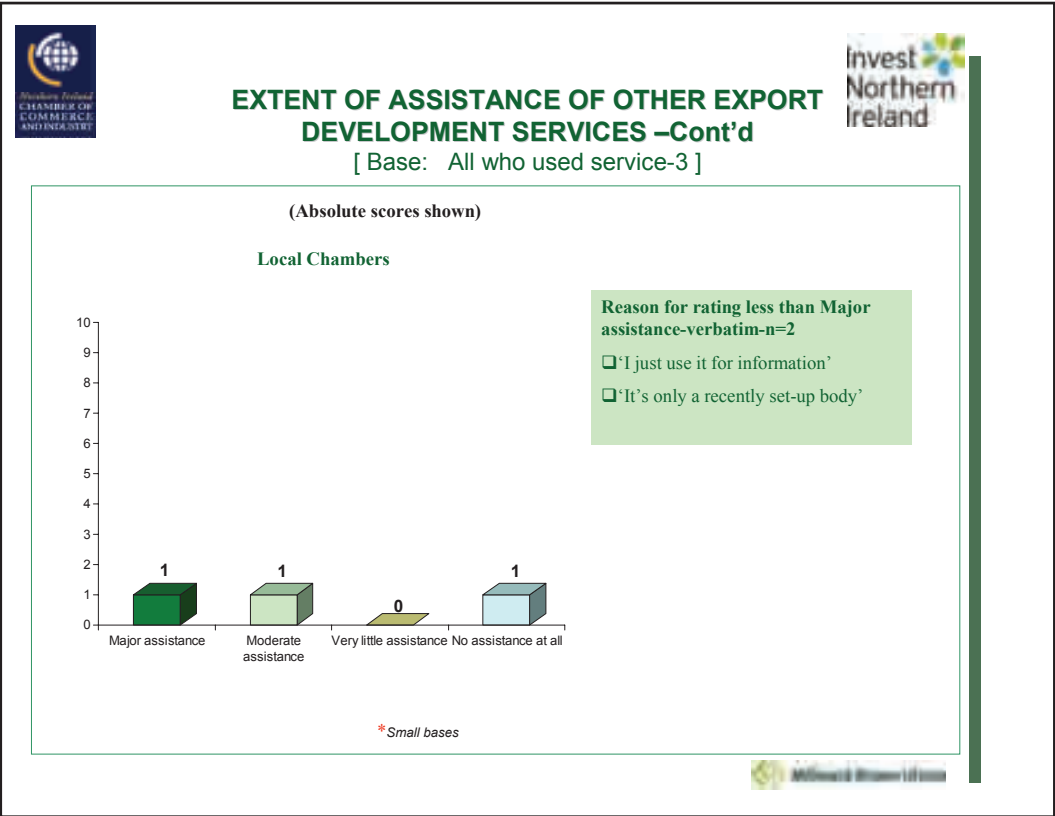 Northern Ireland
CHAMBER OF
COMMERCE
AND INDUSTRY
invest
Northern
Ireland
EXTENT OF ASSISTANCE OF OTHER EXPORT
DEVELOPMENT SERVICES –Cont’d
[ Base: All who used service-3 ]
(Absolute scores shown)
Local Chambers
Reason for rating less than Major
assistance-verbatim-n=2
❑‘I just use it for information’
❑‘It’s only a recently set-up body’
10
9
8
7
6
5
4
3
2
1
0
1
1
0
1
Major assistance
Moderate
assistance
Very little assistance
No assistance at all
*Small bases